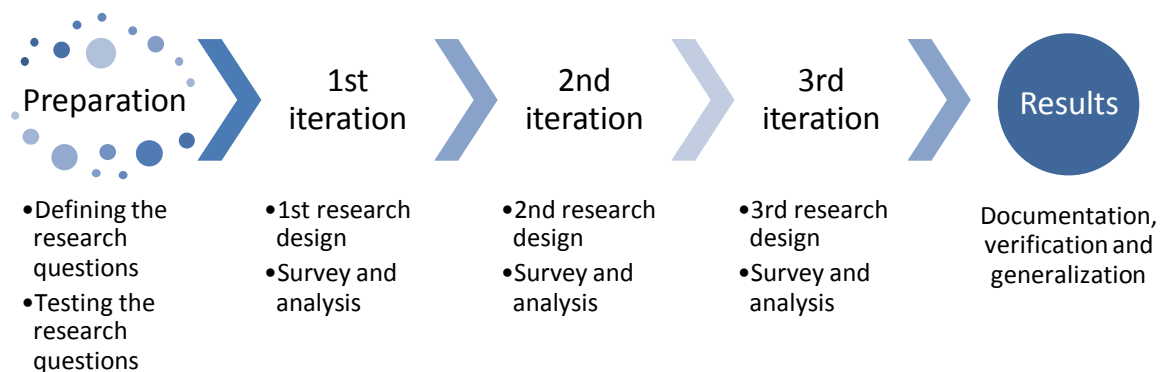 Preparation
•Defining the
research
questions
•Testing the
research
questions
1st
iteration
•1st research
design
•Survey and
analysis
2nd
iteration
•2nd research
design
•Survey and
analysis
3rd
iteration
•3rd research
design
•Survey and
analysis
Results
Documentation,
verification and
generalization